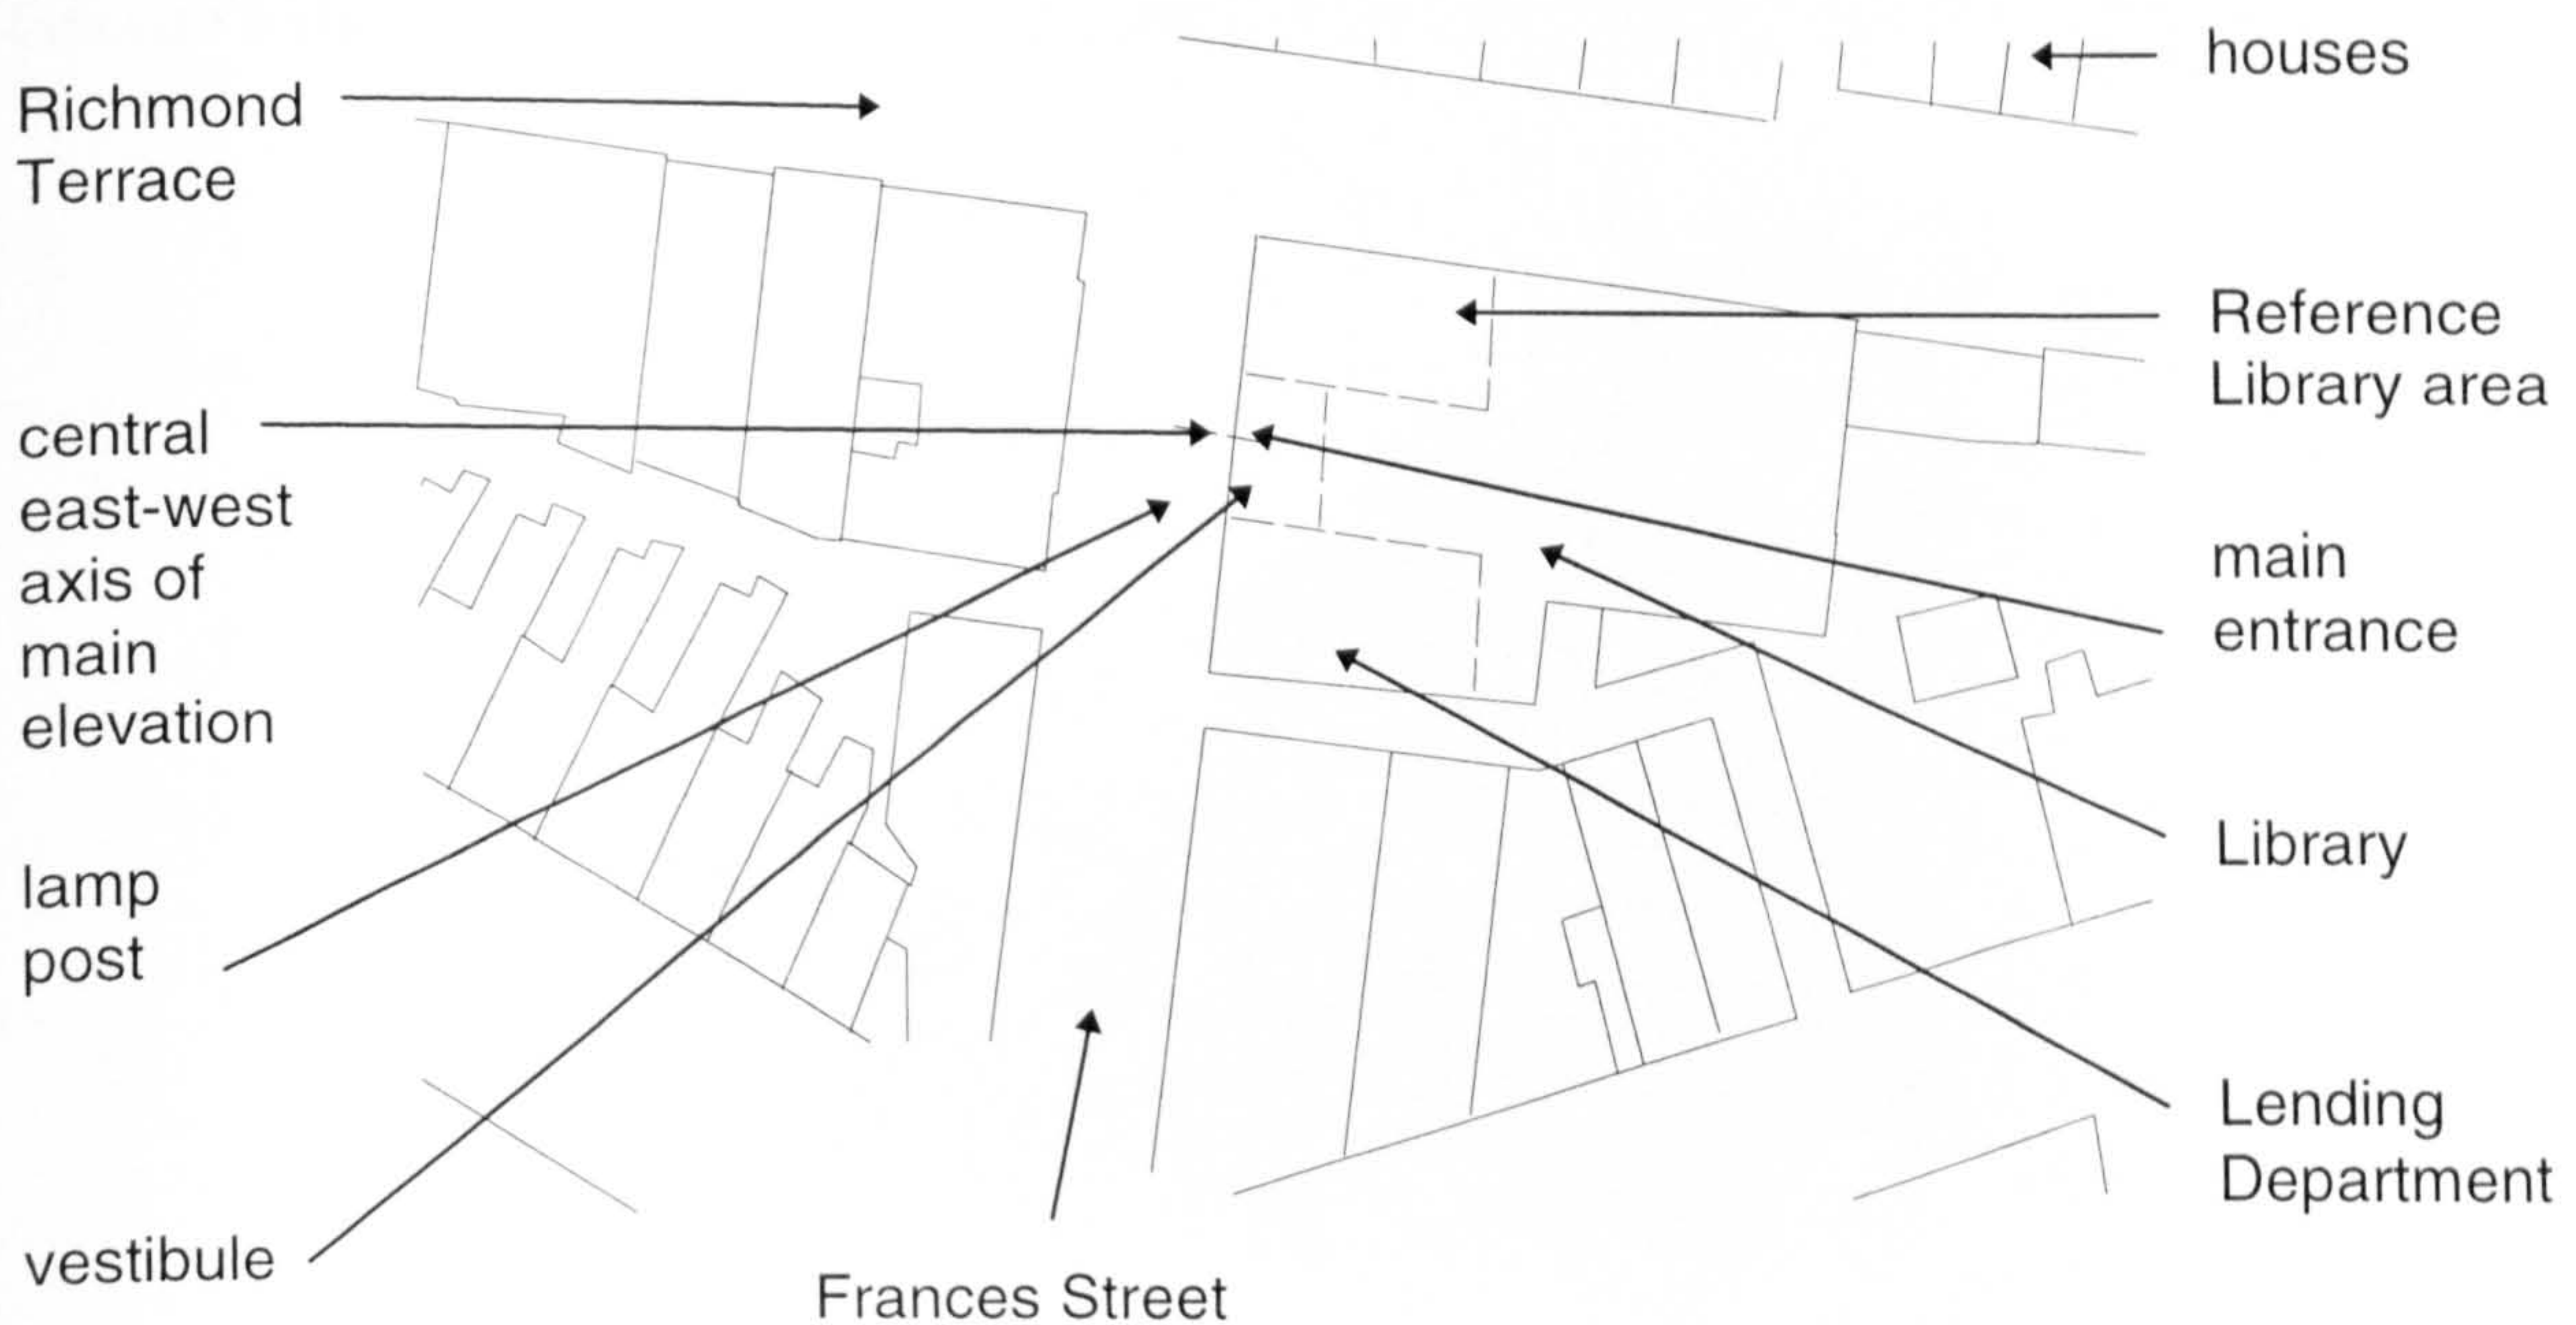 Richmond
Terrace
central
east-west
axis of
main
elevation
lamp
post
vestibule
Frances Street
houses
Reference
Library area
main
entrance
Library
Lending
Department